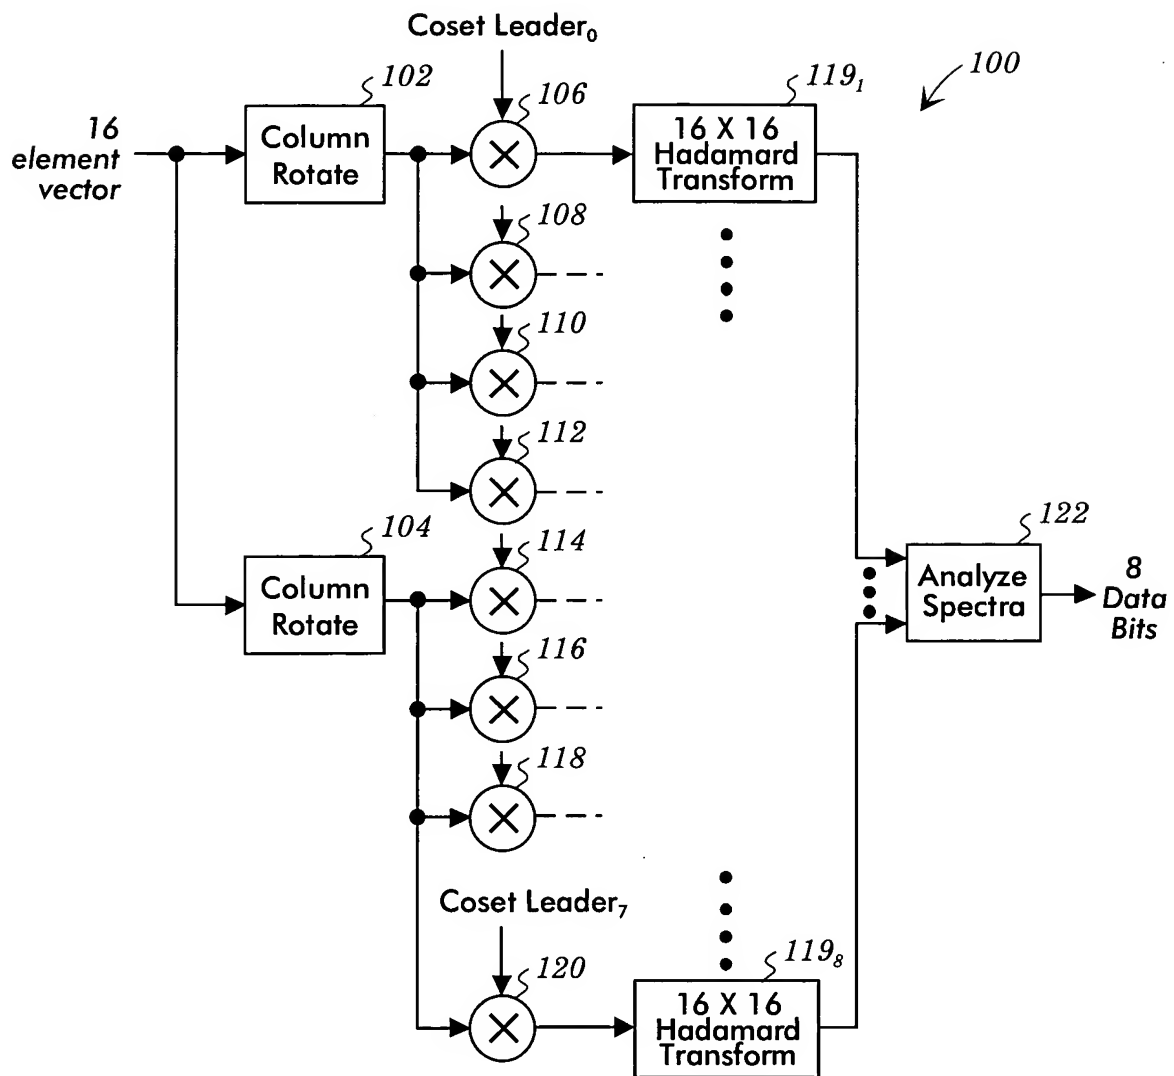 Coset Leader₀
102
106
119₁
100
16
element
vector
Column
Rotate
16 X 16
Hadamard
Transform
108
110
112
104
114
122
Column
Rotate
Analyze
Spectra
8
Data
Bits
116
118
Coset Leader₇
120
119₈
16 X 16
Hadamard
Transform